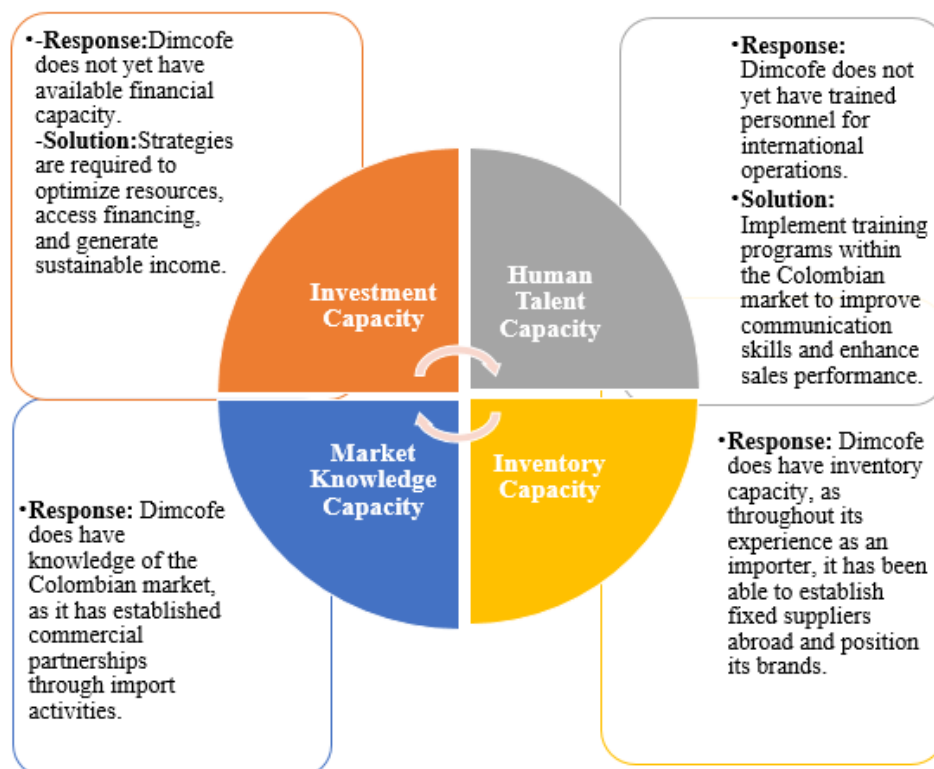 •-Response:Dimcofe
does not yet have
available financial
capacity.
-Solution:Strategies
are required to
optimize resources,
access financing,
and generate
sustainable income.
•Response:
Dimcofe does not
yet have trained
personnel for
international
operations.
•Solution:
Implement training
programs within
the Colombian
market to improve
communication
skills and enhance
sales performance.
Investment
Capacity
Human
Talent
Capacity
Market
Knowledge
Capacity
Inventory
Capacity
•Response: Dimcofe
does have
knowledge of the
Colombian market,
as it has established
commercial
partnerships
through import
activities.
•Response: Dimcofe
does have inventory
capacity, as
throughout its
experience as an
importer, it has been
able to establish
fixed suppliers
abroad and position
its brands.